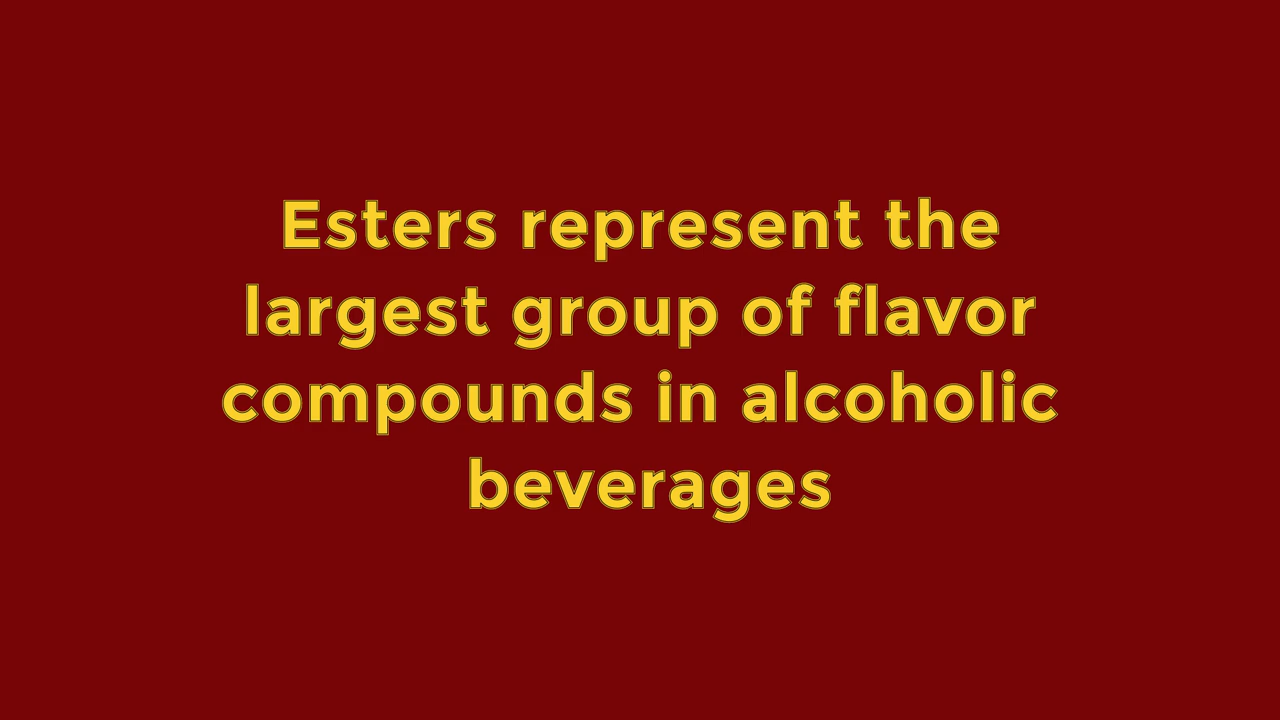 Esters represent the
largest group of flavor
compounds in alcoholic
beverages